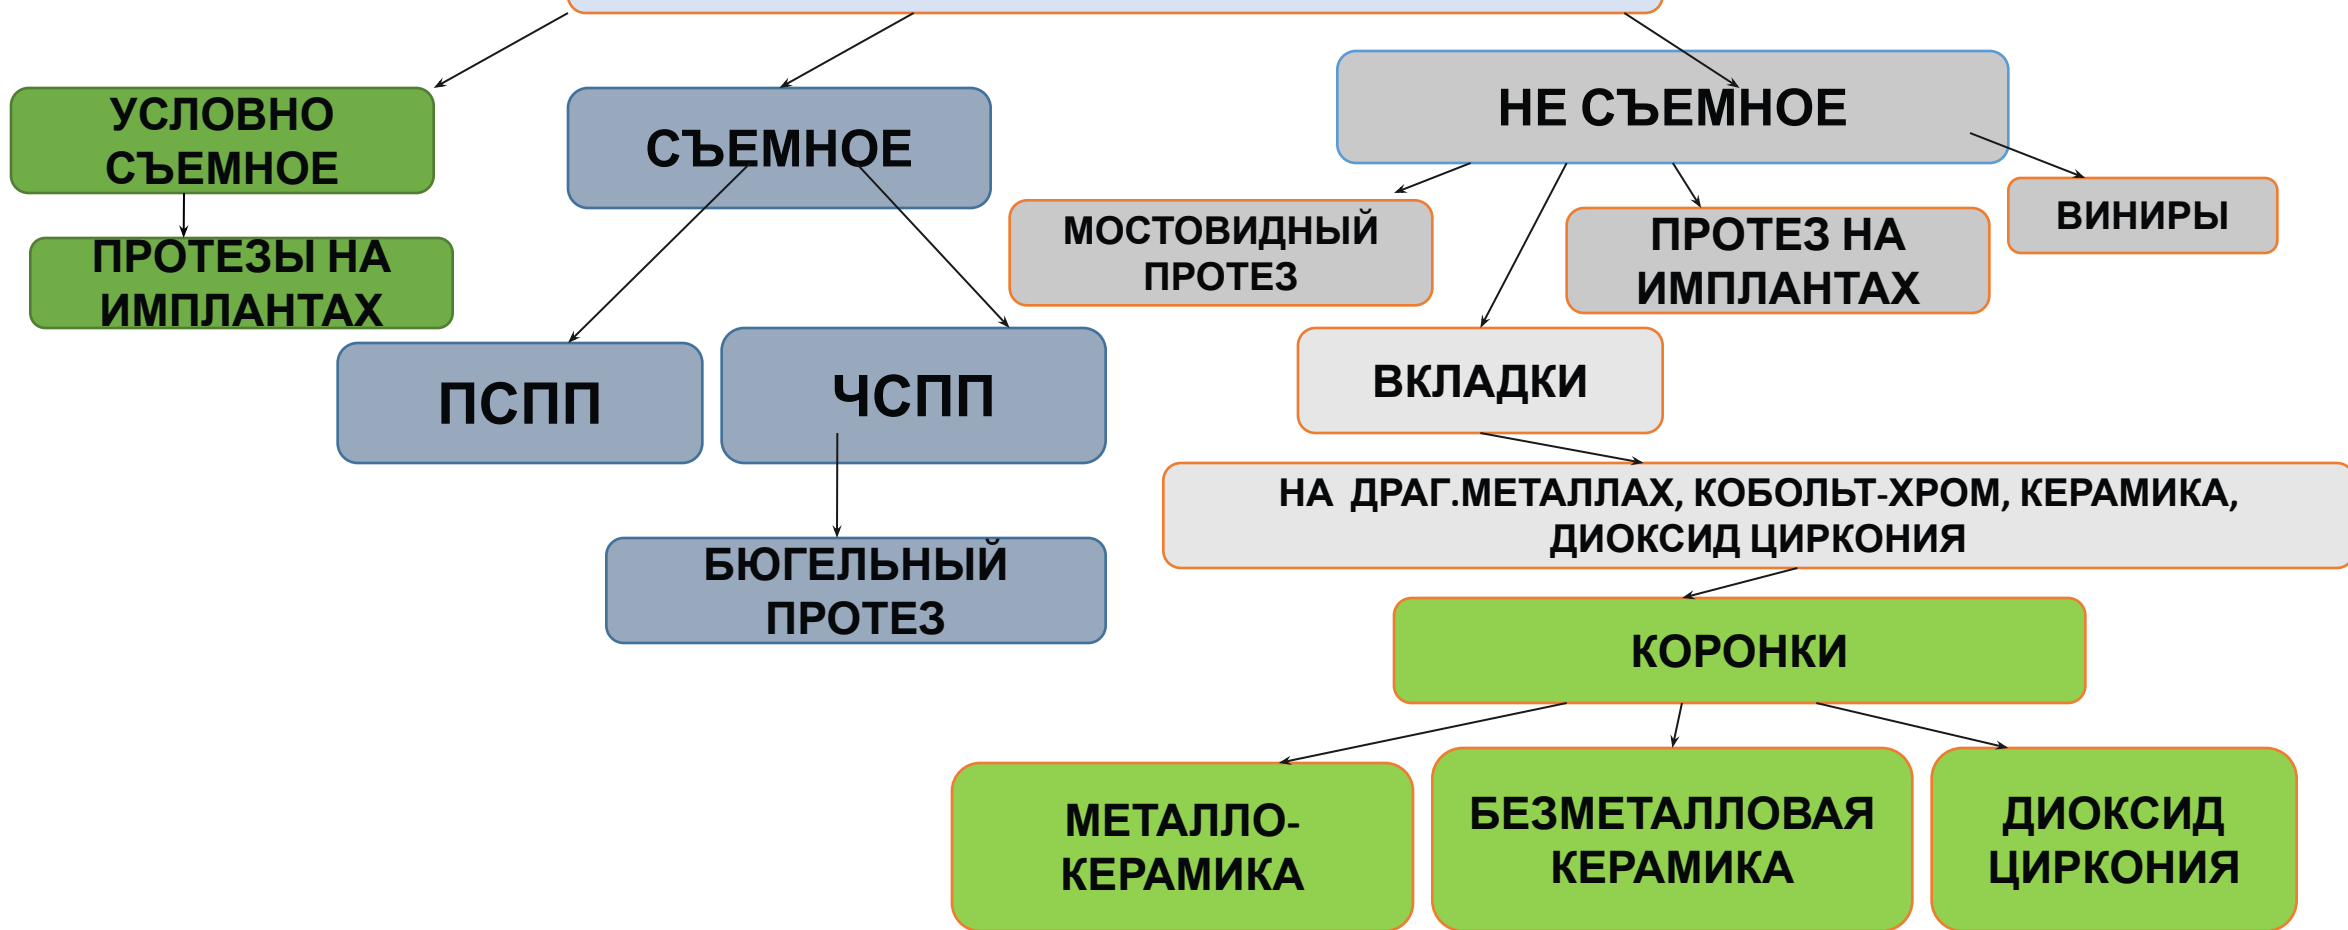 УСЛОВНО
СЪЕМНОЕ
СЪЕМНОЕ
НЕ СЪЕМНОЕ
ПРОТЕЗЫ НА
ИМПЛАНТАХ
МОСТОВИДНЫЙ
ПРОТЕЗ
ПРОТЕЗ НА
ИМПЛАНТАХ
ВИНИРЫ
ПСПП
ЧСПП
ВКЛАДКИ
НА ДРАГ.МЕТАЛЛАХ, КОБОЛЬТ-ХРОМ, КЕРАМИКА,
ДИОКСИД ЦИРКОНИЯ
БЮГЕЛЬНЫЙ
ПРОТЕЗ
КОРОНКИ
МЕТАЛЛО-
КЕРАМИКА
БЕЗМЕТАЛЛОВАЯ
КЕРАМИКА
ДИОКСИД
ЦИРКОНИЯ